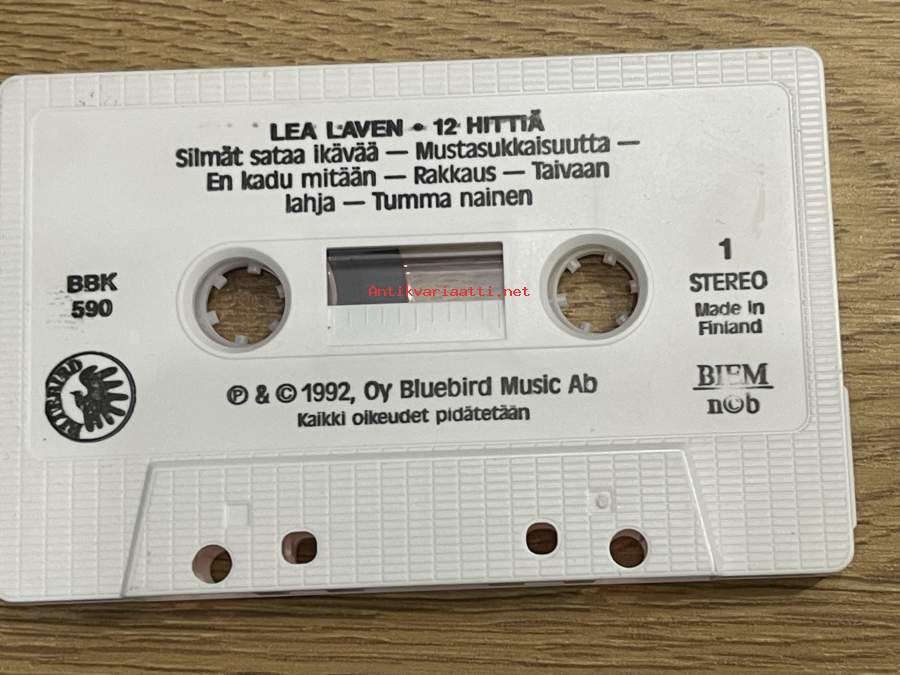 LEA LAVEN • 12 HITTIÄ
Silmät sataa ikävää — Mustasukkaisuutta —
En kadu mitään — Rakkaus — Taivaan
lahja — Tumma nainen
BBK
590
1
STEREO
Made in
Finland
Antikvariaatti.net
BLUEBIRD
℗ & © 1992, Oy Bluebird Music Ab
Kaikki oikeudet pidätetään
BIEM
n©b